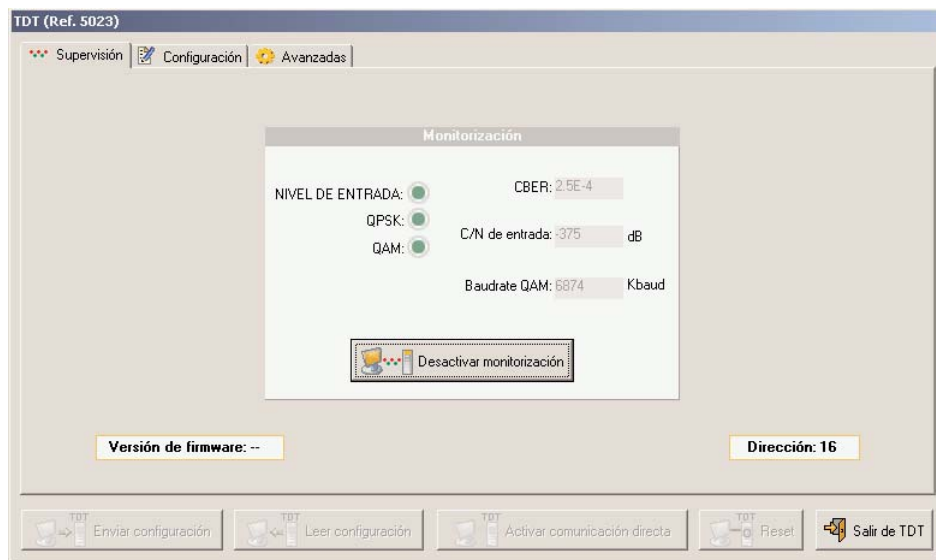 TDT (Ref. 5023)
Supervisión
Configuración
Avanzadas
Monitorización
NIVEL DE ENTRADA:
QPSK:
QAM:
CBER: 2.5E-4
C/N de entrada: -375 dB
Baudrate QAM: 6874 Kbaud
Desactivar monitorización
Versión de firmware: --
Dirección: 16
TDT Enviar configuración
TDT Leer configuración
TDT Activar comunicación directa
TDT Reset
Salir de TDT